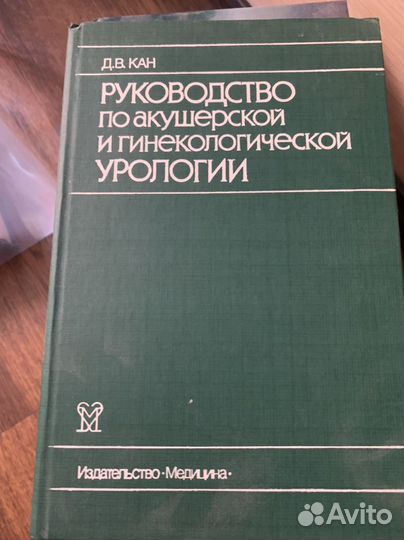 Д.В. КАН
РУКОВОДСТВО
ПО АКУШЕРСКОЙ
И ГИНЕКОЛОГИЧЕСКОЙ
УРОЛОГИИ
Издательство·Медицина·
Avito